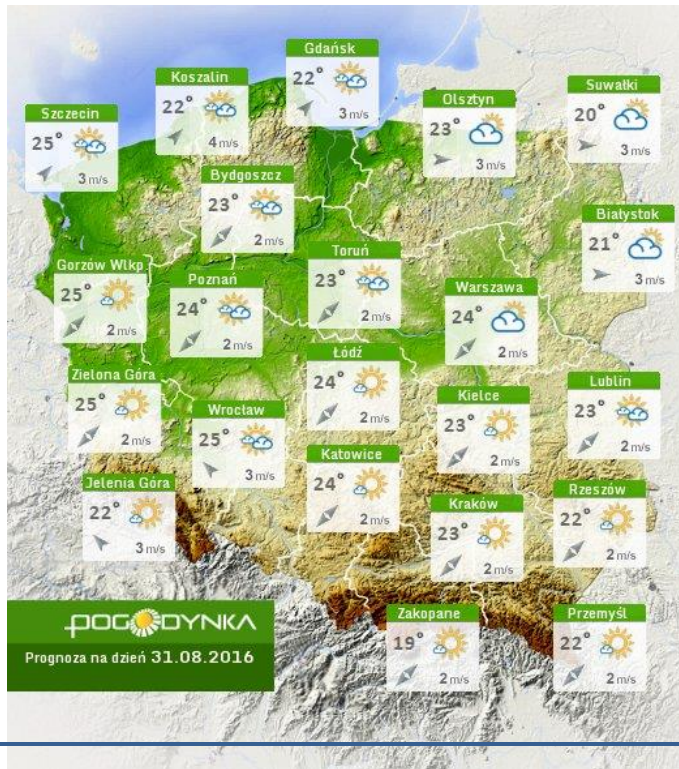 Gdańsk
22°
3 m/s
Koszalin
22°
4 m/s
Suwałki
20°
3 m/s
Olsztyn
23°
3 m/s
Szczecin
25°
3 m/s
Bydgoszcz
23°
2 m/s
Białystok
21°
3 m/s
Toruń
23°
2 m/s
Gorzów Wlkp
25°
2 m/s
Poznań
24°
2 m/s
Warszawa
24°
2 m/s
Łódź
24°
2 m/s
Zielona Góra
25°
2 m/s
Lublin
23°
2 m/s
Kielce
23°
2 m/s
Wrocław
25°
3 m/s
Katowice
24°
2 m/s
Jelenia Góra
22°
3 m/s
Rzeszów
22°
2 m/s
Kraków
23°
2 m/s
Zakopane
19°
2 m/s
Przemyśl
22°
2 m/s
POGODYNKA
Prognoza na dzień 31.08.2016